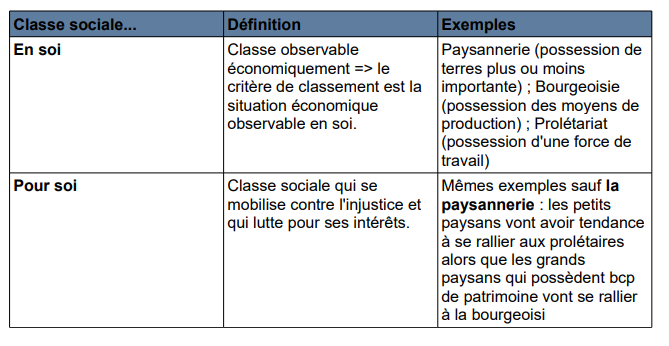 Classe sociale... Définition Exemples
En soi
Classe observable
économiquement => le
critère de classement est la
situation économique
observable en soi.
Paysannerie (possession de
terres plus ou moins
importante) ; Bourgeoisie
(possession des moyens de
production) ; Prolétariat
(possession d'une force de
travail)
Pour soi
Classe sociale qui se
mobilise contre l'injustice et
qui lutte pour ses intérêts.
Mêmes exemples sauf la
paysannerie : les petits
paysans vont avoir tendance
à se rallier aux prolétaires
alors que les grands
paysans qui possèdent bcp
de patrimoine vont se rallier
à la bourgeoisi